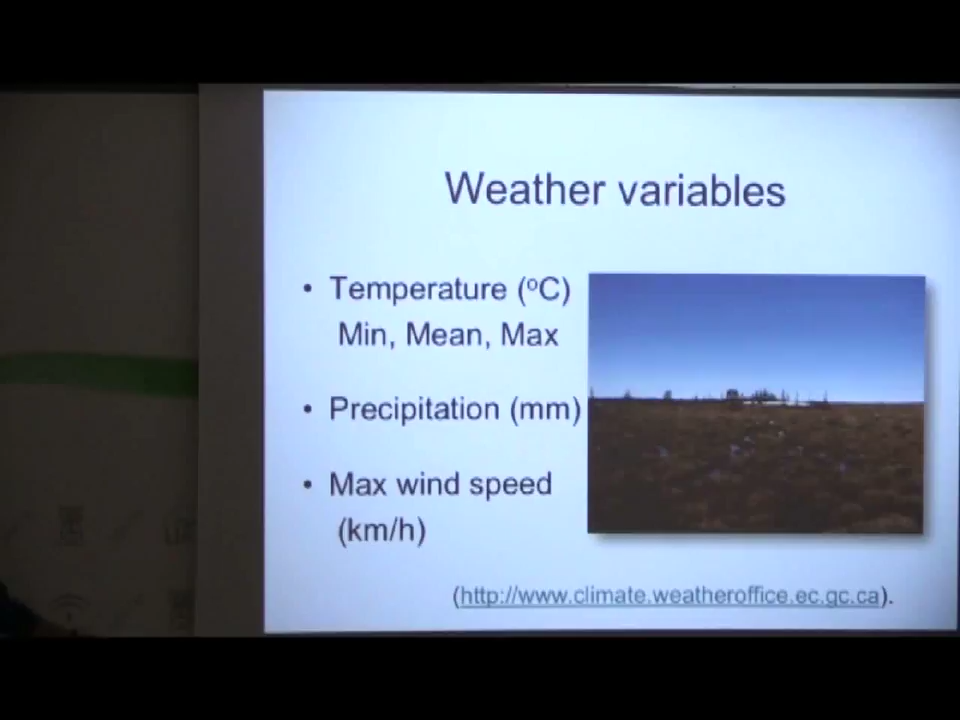 Weather variables
• Temperature (°C)
Min, Mean, Max
• Precipitation (mm)
• Max wind speed
(km/h)
(http://www.climate.weatheroffice.ec.gc.ca).